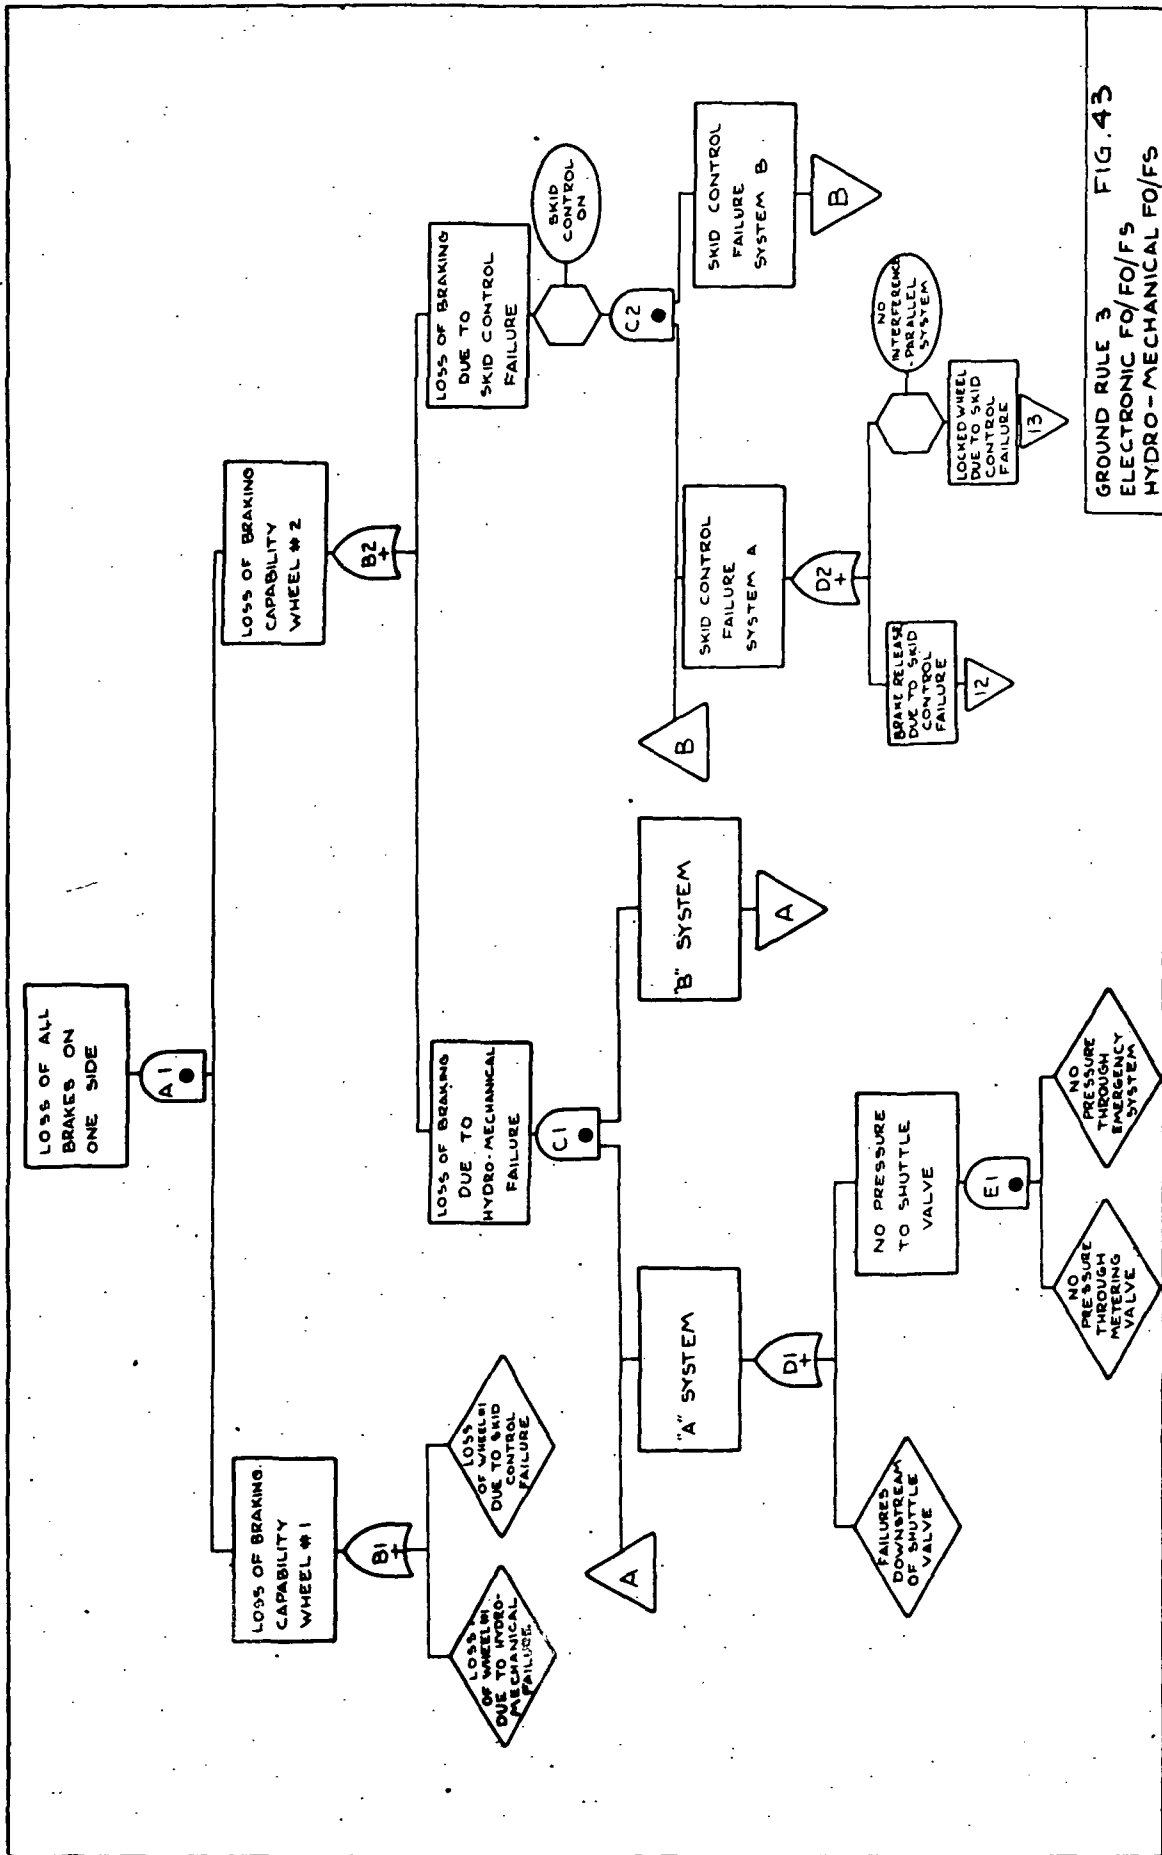 LOSS OF ALL
BRAKES ON
ONE SIDE
A1
LOSS OF BRAKING
CAPABILITY
WHEEL #1
B1
+
LOSS
OF WHEEL #1
DUE TO HYDRO-
MECHANICAL
FAILURE
LOSS
OF WHEEL #1
DUE TO SKID
CONTROL
FAILURE
LOSS OF BRAKING
CAPABILITY
WHEEL #2
B2
+
LOSS OF BRAKING
DUE TO
HYDRO-MECHANICAL
FAILURE
C1
LOSS OF BRAKING
DUE TO
SKID CONTROL
FAILURE
SKID
CONTROL
ON
C2
A
"A" SYSTEM
D1
+
"B" SYSTEM
A
B
SKID CONTROL
FAILURE
SYSTEM A
D2
+
SKID CONTROL
FAILURE
SYSTEM B
B
FAILURES
DOWNSTREAM
OF SHUTTLE
VALVE
NO PRESSURE
TO SHUTTLE
VALVE
E1
NO
PRESSURE
THROUGH
METERING
VALVE
NO
PRESSURE
THROUGH
EMERGENCY
SYSTEM
BRAKE RELEASE
DUE TO SKID
CONTROL
FAILURE
12
NO
INTERFERENCE
-PARALLEL
SYSTEM
LOCKED WHEEL
DUE TO SKID
CONTROL
FAILURE
13
GROUND RULE 3 FIG. 43
ELECTRONIC FO/FO/FS
HYDRO-MECHANICAL FO/FS